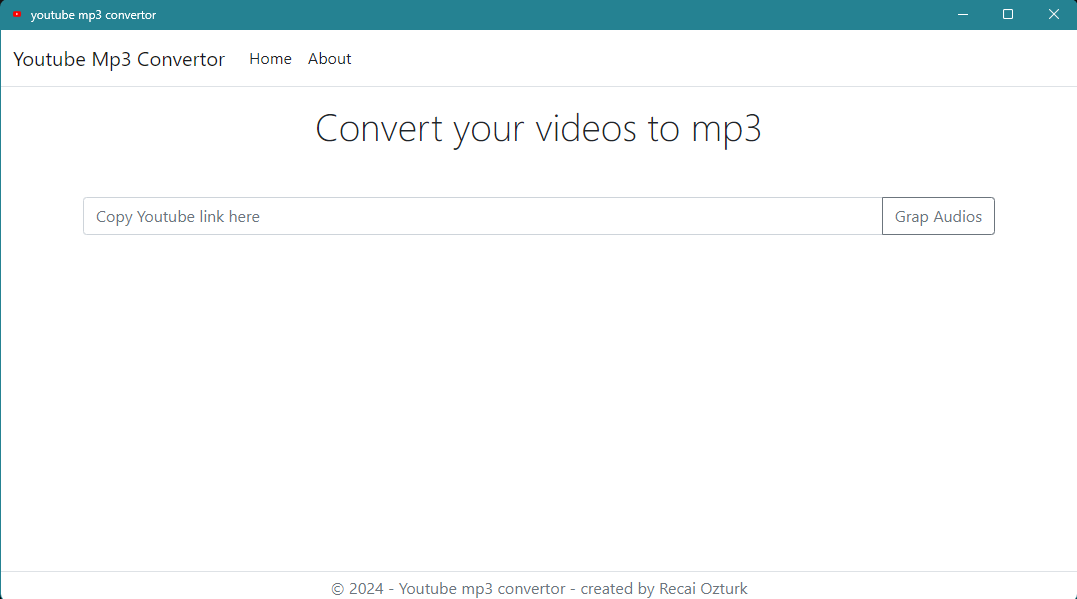 youtube mp3 convertor
Youtube Mp3 Convertor Home About
Convert your videos to mp3
Copy Youtube link here Grap Audios
© 2024 - Youtube mp3 convertor - created by Recai Ozturk